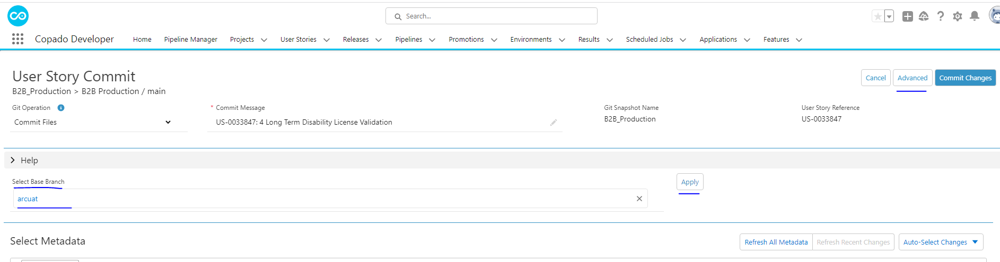 Search...
Copado Developer Home Pipeline Manager Projects User Stories Releases Pipelines Promotions Environments Results Scheduled Jobs Applications Features
User Story Commit
Cancel Advanced Commit Changes
B2B_Production > B2B Production / main
Git Operation * Commit Message Git Snapshot Name User Story Reference
Commit Files US-0033847: 4 Long Term Disability License Validation B2B_Production US-0033847
Help
Select Base Branch
Apply
arcuat
Select Metadata
Refresh All Metadata Refresh Recent Changes Auto-Select Changes